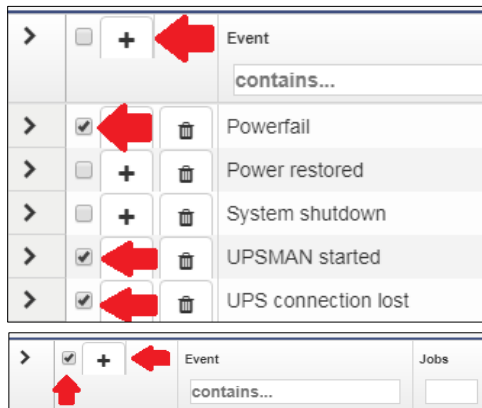 Event
contains...
Powerfail
Power restored
System shutdown
UPSMAN started
UPS connection lost
Event Jobs
contains...